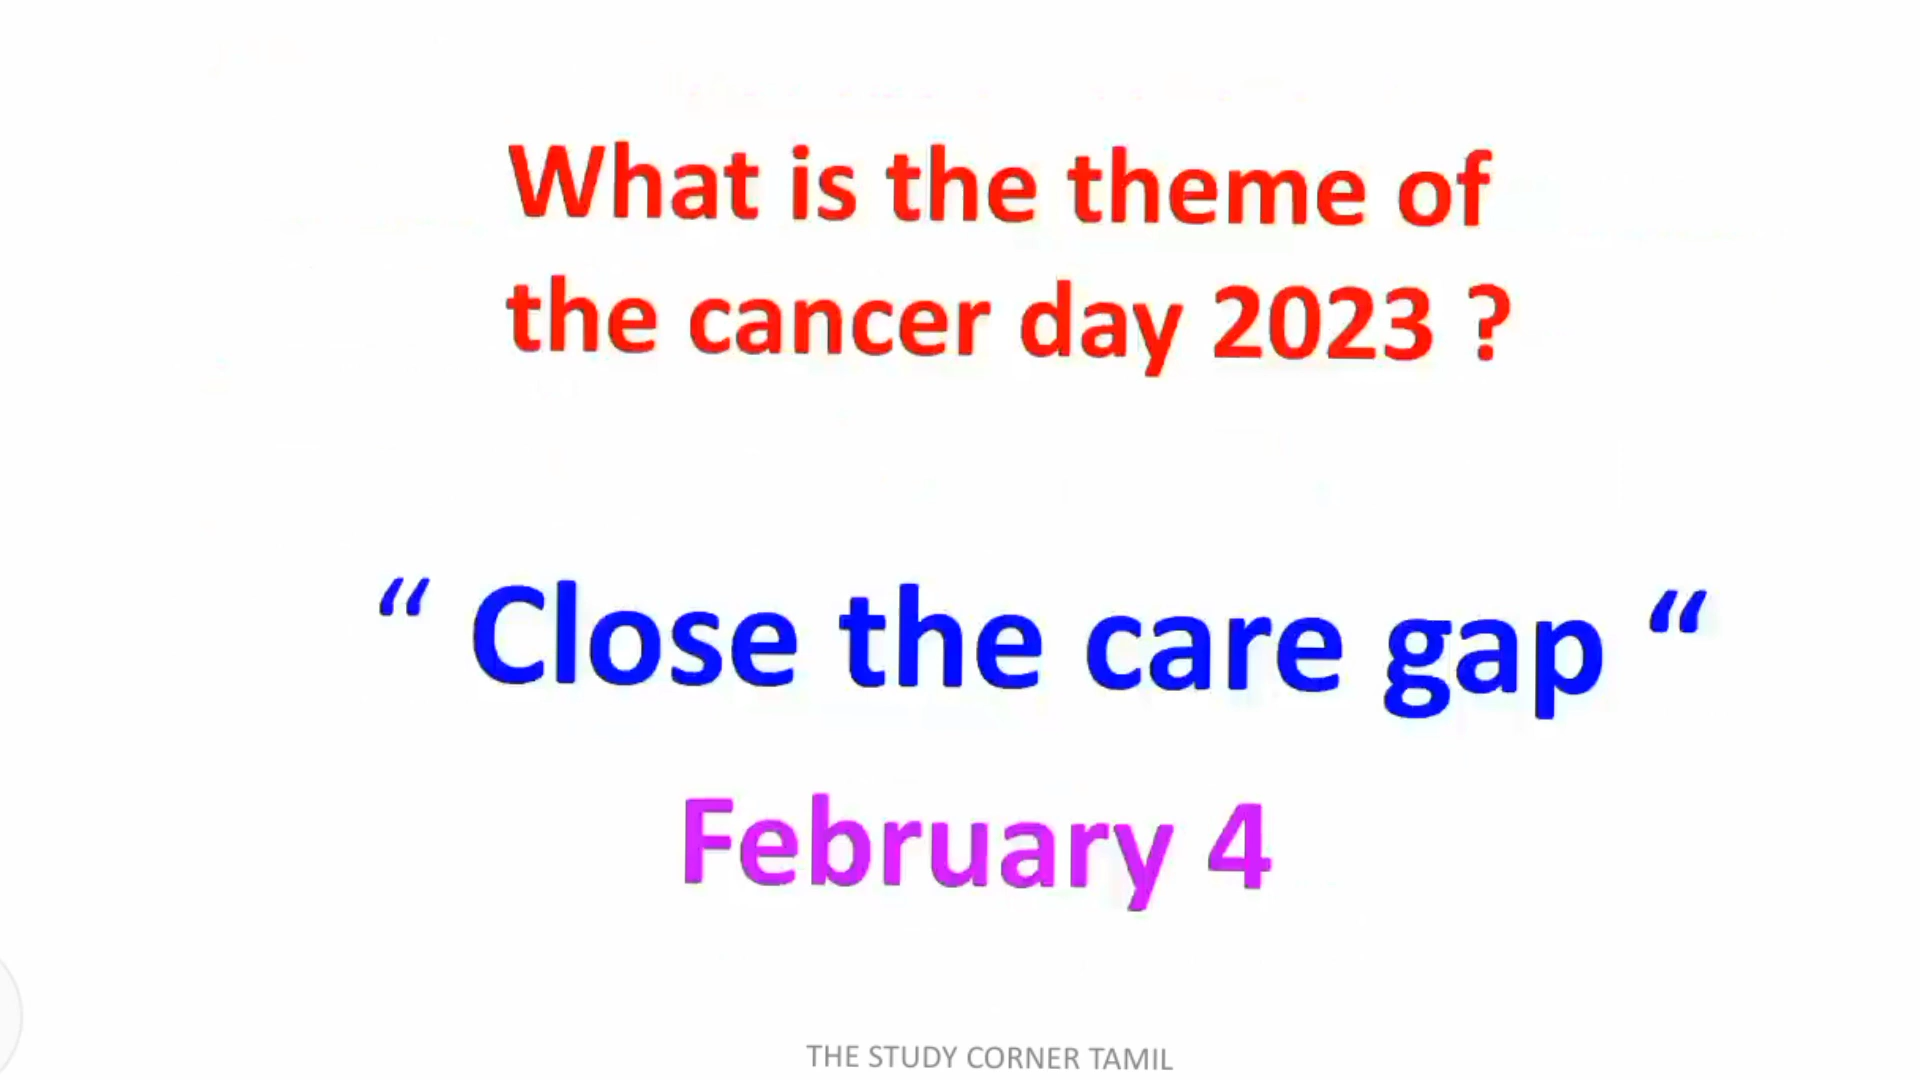 What is the theme of
the cancer day 2023 ?
“ Close the care gap “
February 4
THE STUDY CORNER TAMIL